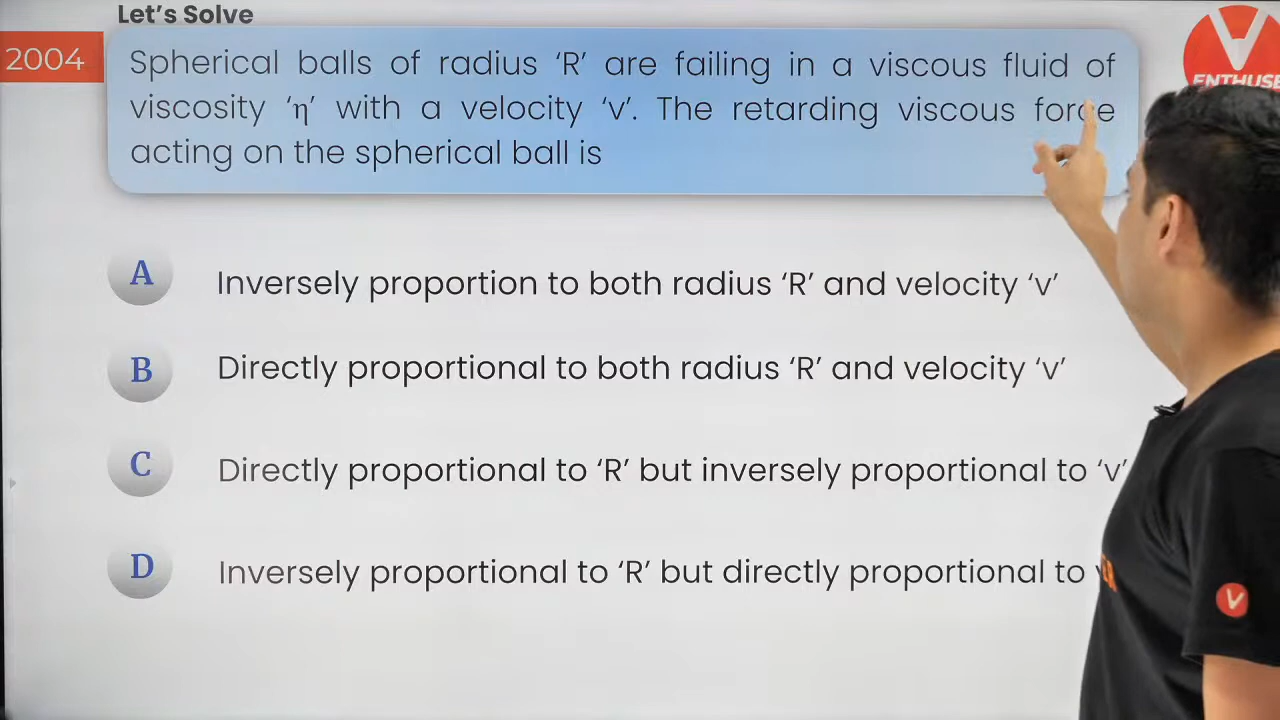 Let's Solve
2004
Spherical balls of radius ‘R’ are failing in a viscous fluid of
viscosity ‘η’ with a velocity ‘v’. The retarding viscous force
acting on the spherical ball is
ENTHUSE
A
Inversely proportion to both radius ‘R’ and velocity ‘v’
B
Directly proportional to both radius ‘R’ and velocity ‘v’
C
Directly proportional to ‘R’ but inversely proportional to ‘v’
D
Inversely proportional to ‘R’ but directly proportional to